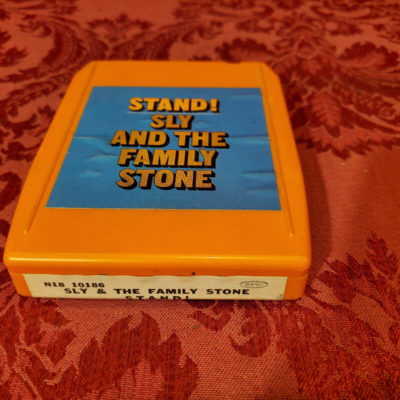 STAND!
SLY
AND THE
FAMILY
STONE
N18 10186
SLY & THE FAMILY STONE
STAND!